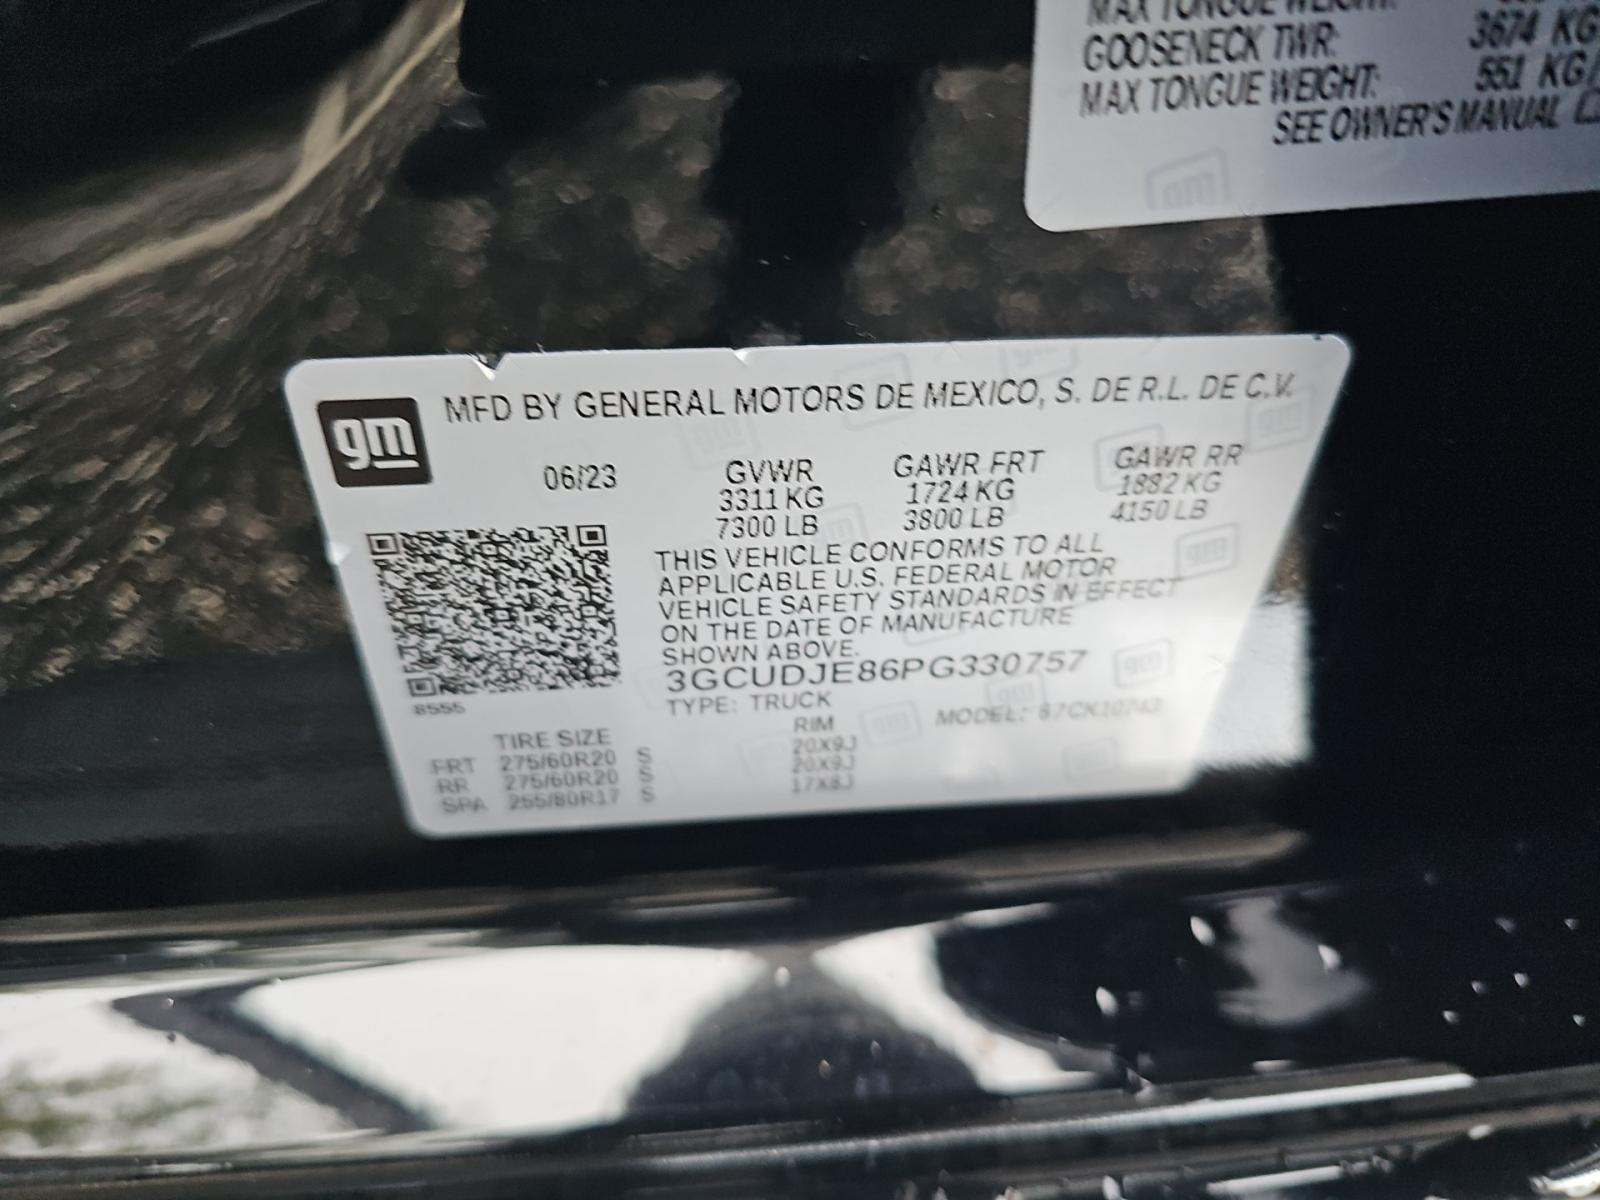 MAX TONGUE WEIGHT:
GOOSENECK TWR: 3674 KG
MAX TONGUE WEIGHT: 551 KG/
SEE OWNER'S MANUAL
gm
gm MFD BY GENERAL MOTORS DE MEXICO, S. DE R.L. DE C.V.
06/23 GVWR GAWR FRT GAWR RR
3311 KG 1724 KG 1882 KG
7300 LB 3800 LB 4150 LB
THIS VEHICLE CONFORMS TO ALL
APPLICABLE U.S. FEDERAL MOTOR
VEHICLE SAFETY STANDARDS IN EFFECT
ON THE DATE OF MANUFACTURE
SHOWN ABOVE.
3GCUDJE86PG330757
8555 TYPE: TRUCK MODEL:
TIRE SIZE RIM
FRT 275/60R20 S 20X9J
RR 275/60R20 S 20X9J
SPA 255/80R17 S 17X8J